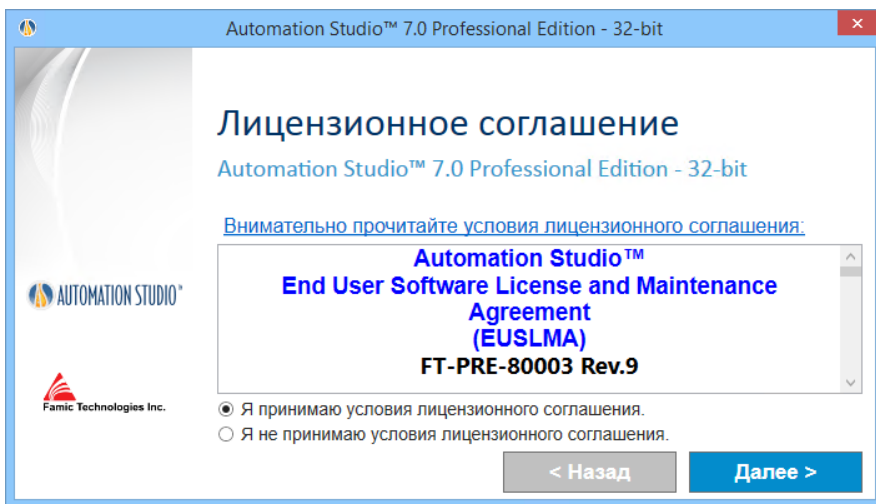 Automation Studio™ 7.0 Professional Edition - 32-bit
Лицензионное соглашение
Automation Studio™ 7.0 Professional Edition - 32-bit
Внимательно прочитайте условия лицензионного соглашения:
Automation Studio™
End User Software License and Maintenance
Agreement
(EUSLMA)
FT-PRE-80003 Rev.9
AUTOMATION STUDIO™
Famic Technologies Inc.
Я принимаю условия лицензионного соглашения.
Я не принимаю условия лицензионного соглашения.
< Назад
Далее >